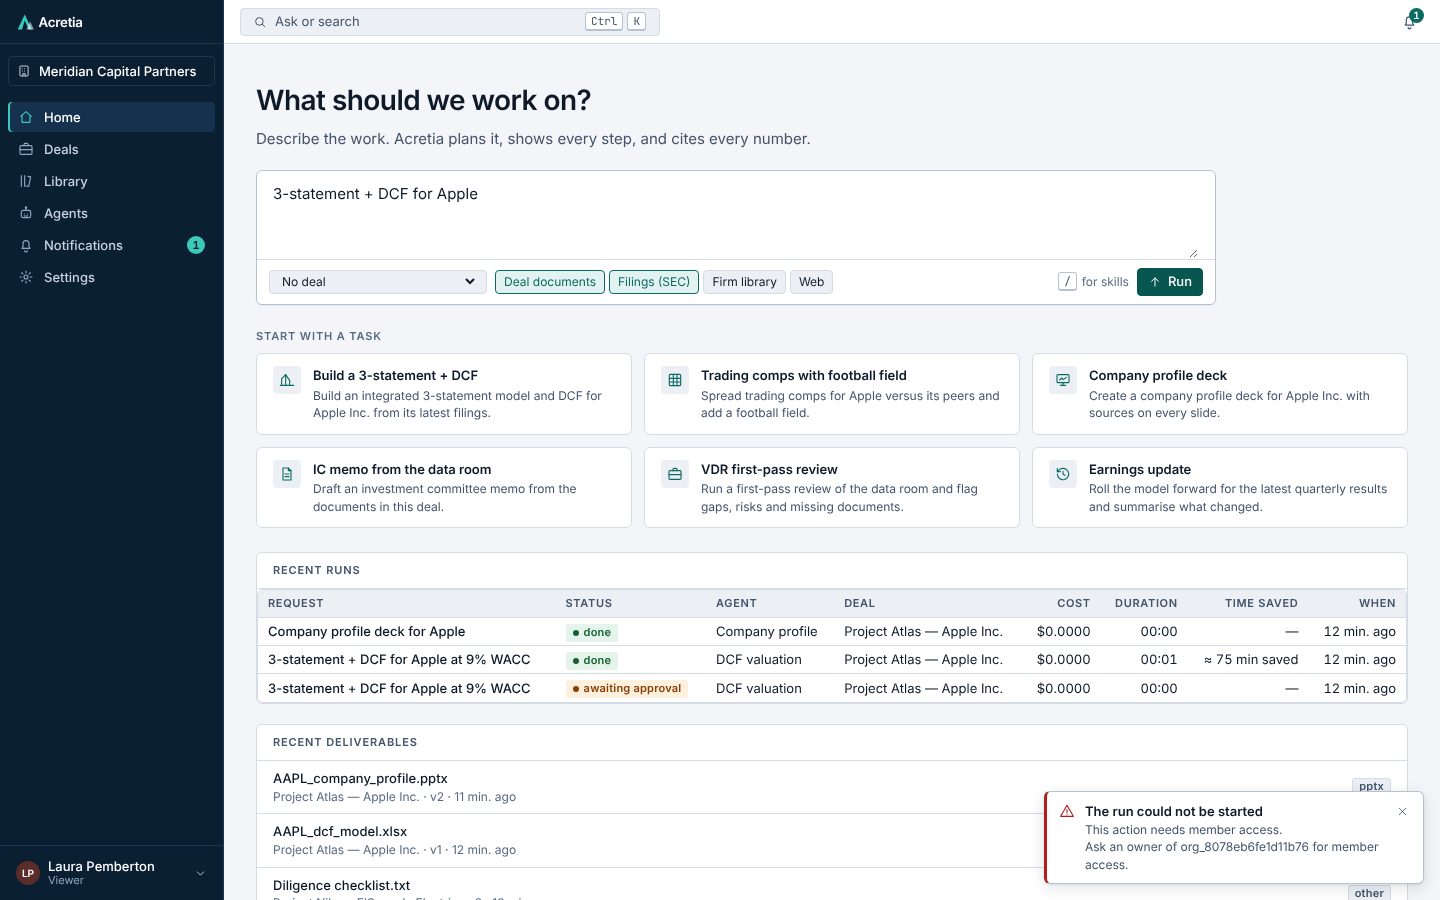 Acretia
Ask or search
Ctrl K
1
Meridian Capital Partners
Home
Deals
Library
Agents
Notifications 1
Settings
Laura Pemberton
LP
Viewer
What should we work on?
Describe the work. Acretia plans it, shows every step, and cites every number.
3-statement + DCF for Apple
No deal Deal documents Filings (SEC) Firm library Web / for skills Run
START WITH A TASK
Build a 3-statement + DCF
Build an integrated 3-statement model and DCF for
Apple Inc. from its latest filings.
Trading comps with football field
Spread trading comps for Apple versus its peers and
add a football field.
Company profile deck
Create a company profile deck for Apple Inc. with
sources on every slide.
IC memo from the data room
Draft an investment committee memo from the
documents in this deal.
VDR first-pass review
Run a first-pass review of the data room and flag
gaps, risks and missing documents.
Earnings update
Roll the model forward for the latest quarterly results
and summarise what changed.
RECENT RUNS
REQUEST STATUS AGENT DEAL COST DURATION TIME SAVED WHEN
Company profile deck for Apple done Company profile Project Atlas — Apple Inc. $0.0000 00:00 — 12 min. ago
3-statement + DCF for Apple at 9% WACC done DCF valuation Project Atlas — Apple Inc. $0.0000 00:01 ≈ 75 min saved 12 min. ago
3-statement + DCF for Apple at 9% WACC awaiting approval DCF valuation Project Atlas — Apple Inc. $0.0000 00:00 — 12 min. ago
RECENT DELIVERABLES
AAPL_company_profile.pptx
Project Atlas — Apple Inc. · v2 · 11 min. ago
pptx
AAPL_dcf_model.xlsx
Project Atlas — Apple Inc. · v1 · 12 min. ago
Diligence checklist.txt
other
The run could not be started
This action needs member access.
Ask an owner of org_8078eb6fe1d11b76 for member
access.